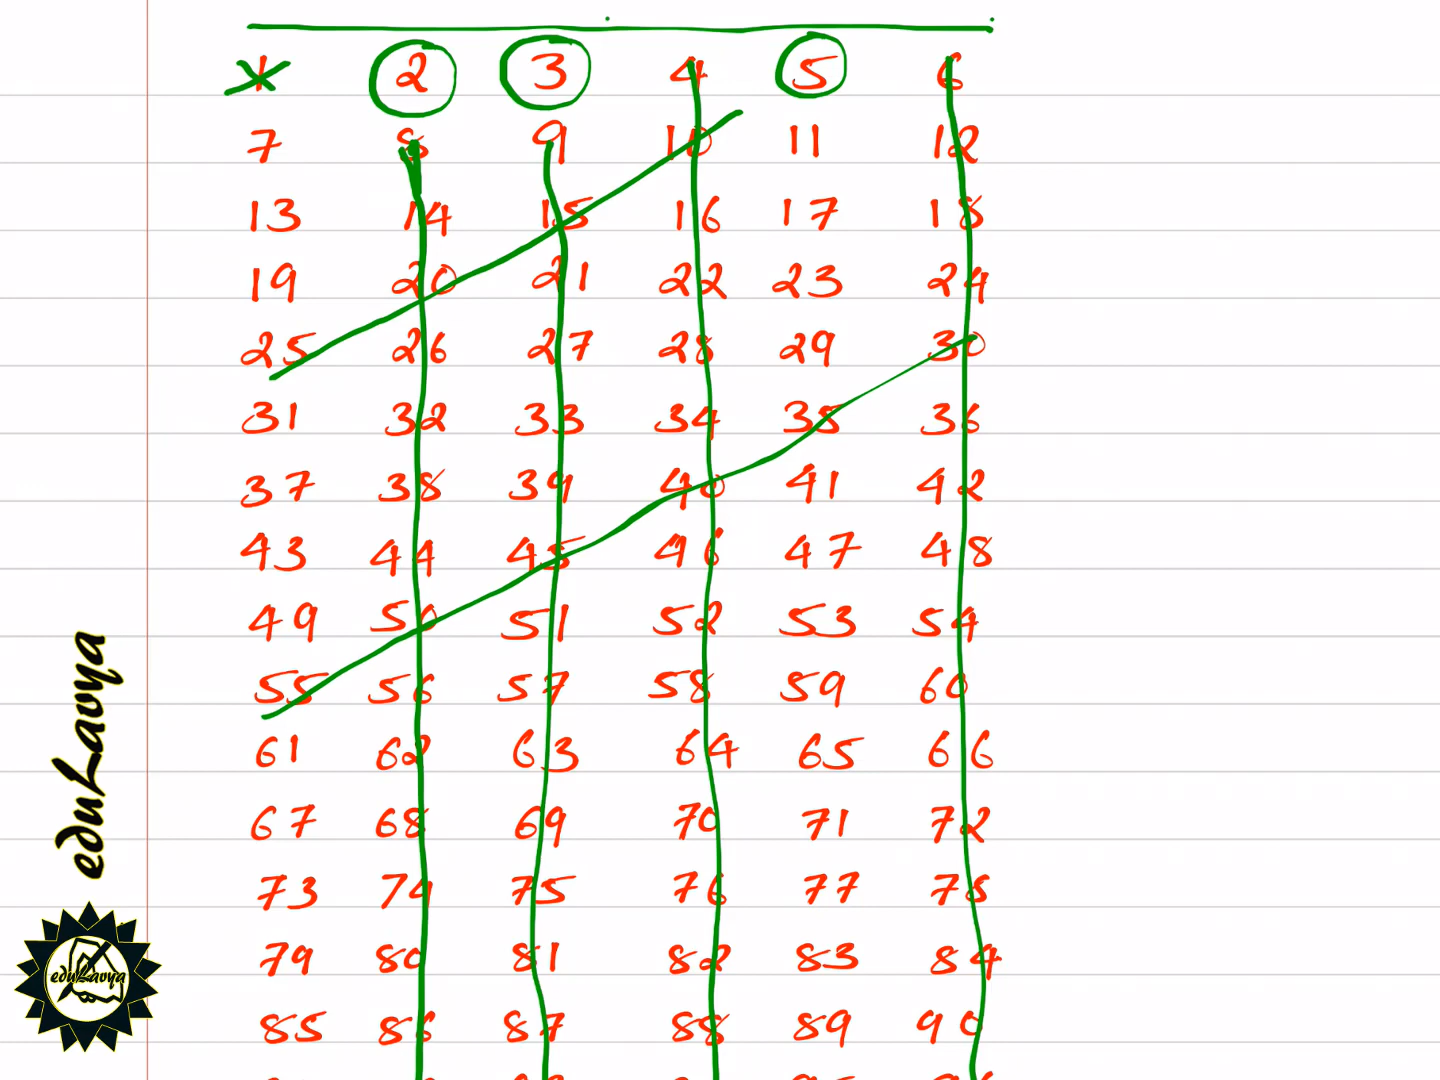 1 2 3 4 5 6
7 8 9 10 11 12
13 14 15 16 17 18
19 20 21 22 23 24
25 26 27 28 29 30
31 32 33 34 35 36
37 38 39 40 41 42
43 44 45 46 47 48
49 50 51 52 53 54
55 56 57 58 59 60
61 62 63 64 65 66
67 68 69 70 71 72
73 74 75 76 77 78
79 80 81 82 83 84
85 86 87 88 89 90
eduLavya
eduLavya